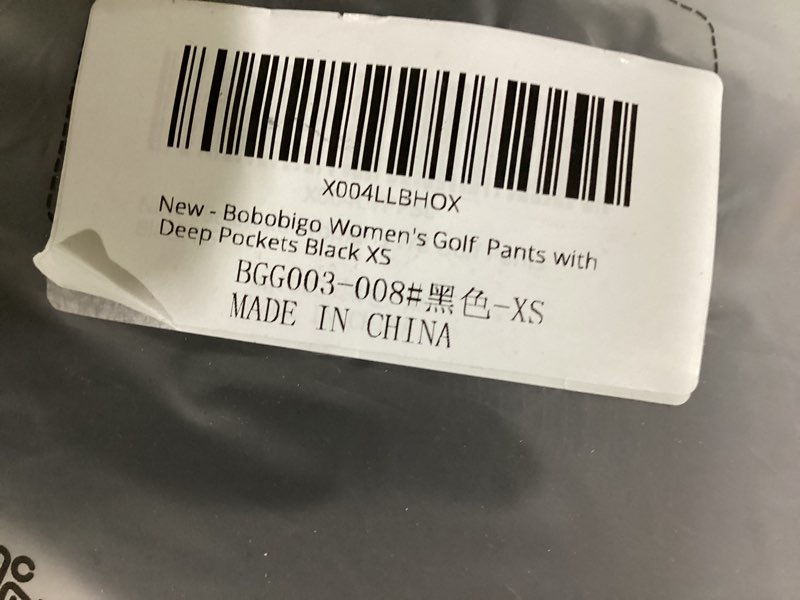 X004LLBHOX
New - Bobobigo Women's Golf Pants with
Deep Pockets Black XS
BGG003-008#黑色-XS
MADE IN CHINA